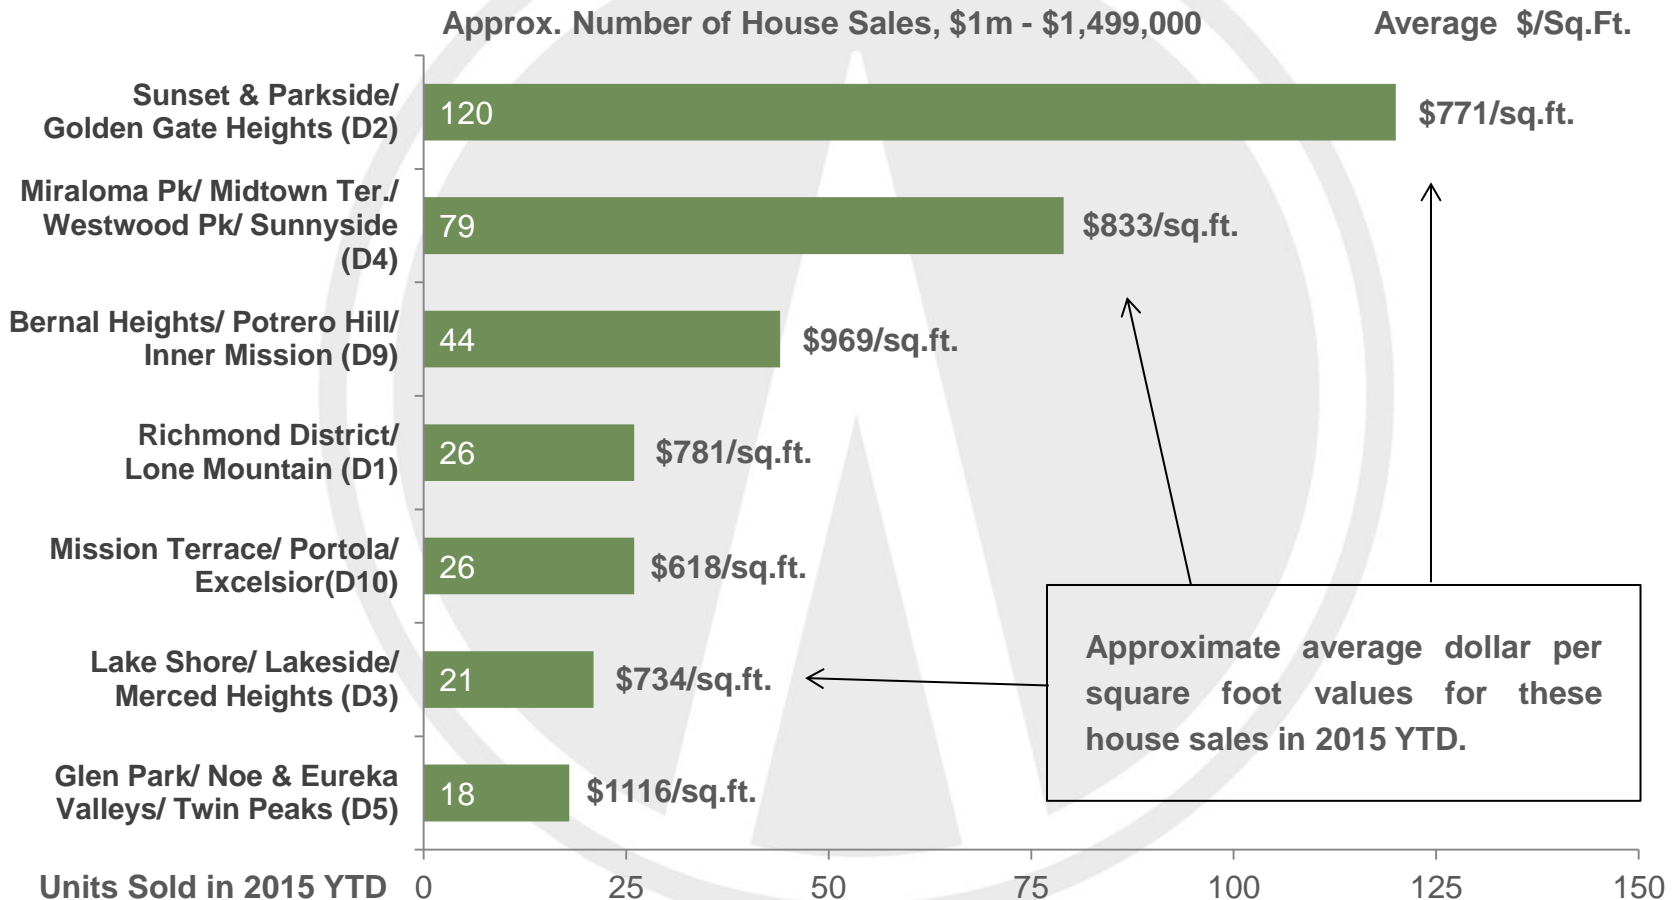 Approx. Number of House Sales, $1m - $1,499,000
Average $/Sq.Ft.
Sunset & Parkside/
Golden Gate Heights (D2)
120
$771/sq.ft.
Miraloma Pk/ Midtown Ter./
Westwood Pk/ Sunnyside
(D4)
79
$833/sq.ft.
Bernal Heights/ Potrero Hill/
Inner Mission (D9)
44
$969/sq.ft.
Richmond District/
Lone Mountain (D1)
26
$781/sq.ft.
Mission Terrace/ Portola/
Excelsior(D10)
26
$618/sq.ft.
Lake Shore/ Lakeside/
Merced Heights (D3)
21
$734/sq.ft.
Glen Park/ Noe & Eureka
Valleys/ Twin Peaks (D5)
18
$1116/sq.ft.
Approximate average dollar per
square foot values for these
house sales in 2015 YTD.
Units Sold in 2015 YTD
0 25 50 75 100 125 150